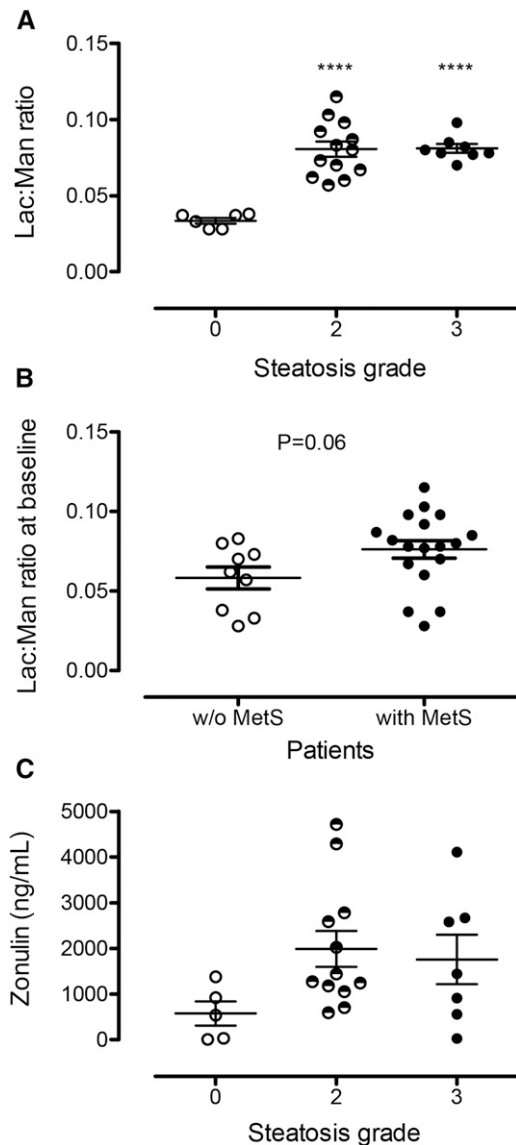 A
Lac:Man ratio
0.15
0.10
0.05
0.00
****
****
0
2
3
Steatosis grade
B
Lac:Man ratio at baseline
0.15
0.10
0.05
0.00
P=0.06
w/o MetS
with MetS
Patients
C
Zonulin (ng/mL)
5000
4000
3000
2000
1000
0
0
2
3
Steatosis grade